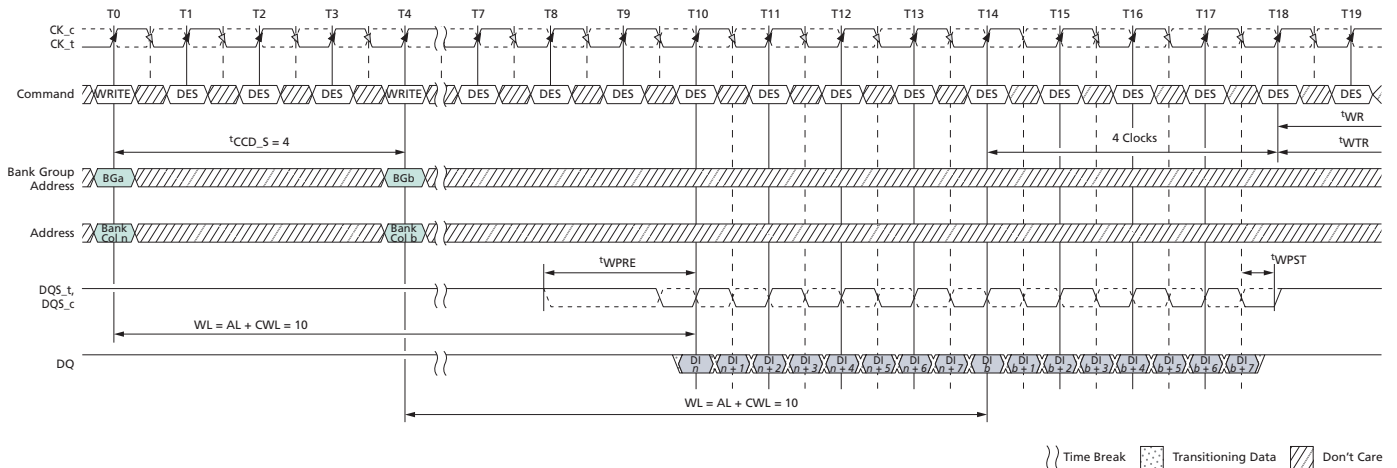 T0 T1 T2 T3 T4 T7 T8 T9 T10 T11 T12 T13 T14 T15 T16 T17 T18 T19
CK_c
CK_t
Command WRITE DES DES DES WRITE DES DES DES DES DES DES DES DES DES DES DES DES DES
tWR
tCCD_S = 4 4 Clocks tWTR
Bank Group
Address BGa BGb
Address Bank
Col n Bank
Col b
tWPRE tWPST
DQS_t,
DQS_c
WL = AL + CWL = 10
DQ DI
n DI
n + 1 DI
n + 2 DI
n + 3 DI
n + 4 DI
n + 5 DI
n + 6 DI
n + 7 DI
b DI
b + 1 DI
b + 2 DI
b + 3 DI
b + 4 DI
b + 5 DI
b + 6 DI
b + 7
WL = AL + CWL = 10
Time Break Transitioning Data Don't Care